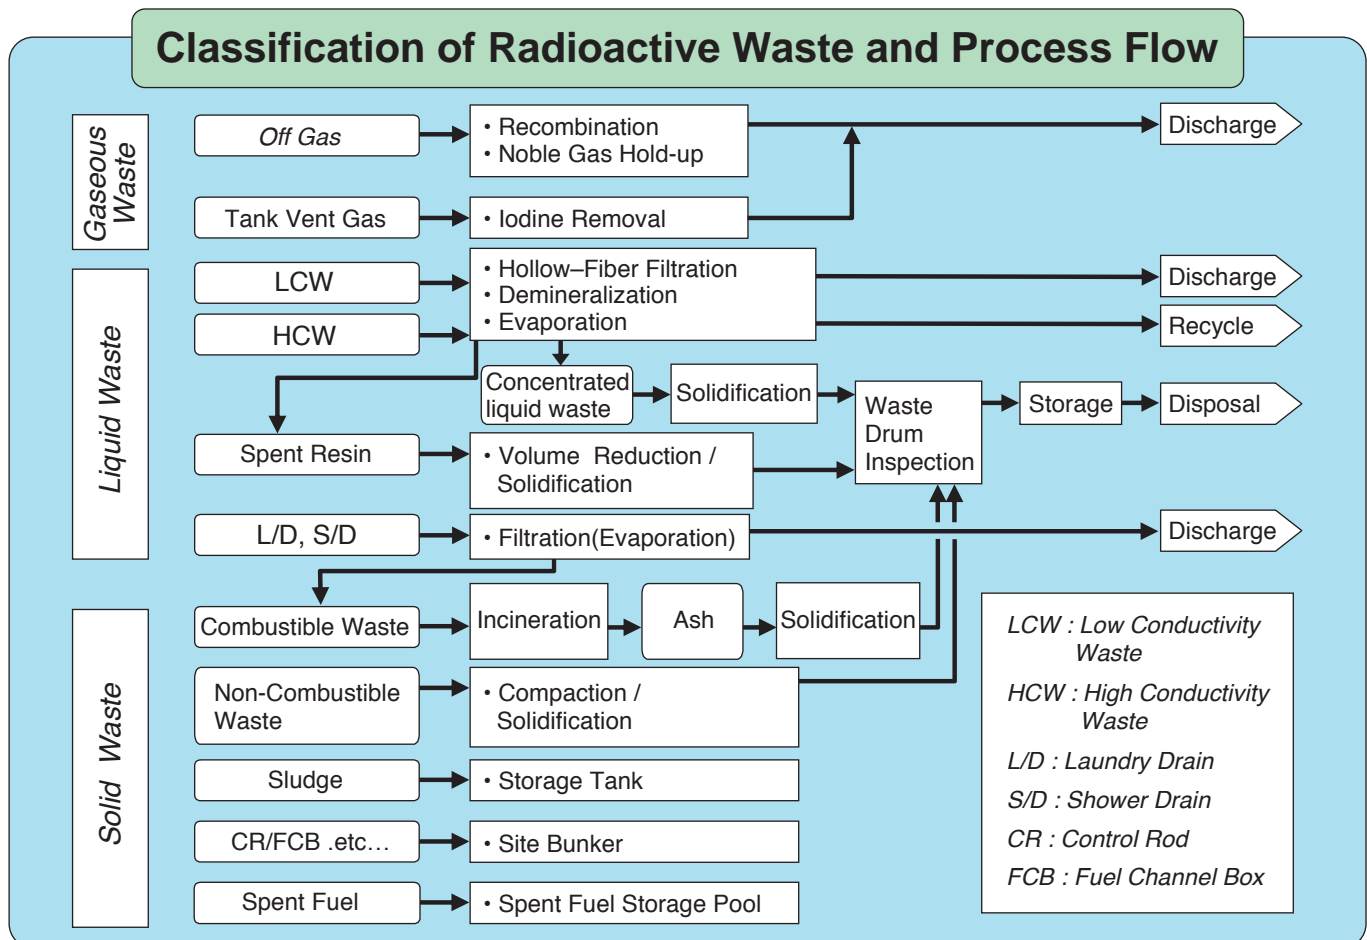 Classification of Radioactive Waste and Process Flow
Gaseous
Waste
Off Gas
• Recombination
• Noble Gas Hold-up
Discharge
Tank Vent Gas
• Iodine Removal
Liquid Waste
LCW
HCW
• Hollow–Fiber Filtration
• Demineralization
• Evaporation
Discharge
Recycle
Concentrated
liquid waste
Solidification
Waste
Drum
Inspection
Storage
Disposal
Spent Resin
• Volume Reduction /
Solidification
L/D, S/D
• Filtration(Evaporation)
Discharge
Solid Waste
Combustible Waste
Incineration
Ash
Solidification
Non-Combustible
Waste
• Compaction /
Solidification
Sludge
• Storage Tank
CR/FCB .etc…
• Site Bunker
Spent Fuel
• Spent Fuel Storage Pool
LCW : Low Conductivity
Waste
HCW : High Conductivity
Waste
L/D : Laundry Drain
S/D : Shower Drain
CR : Control Rod
FCB : Fuel Channel Box